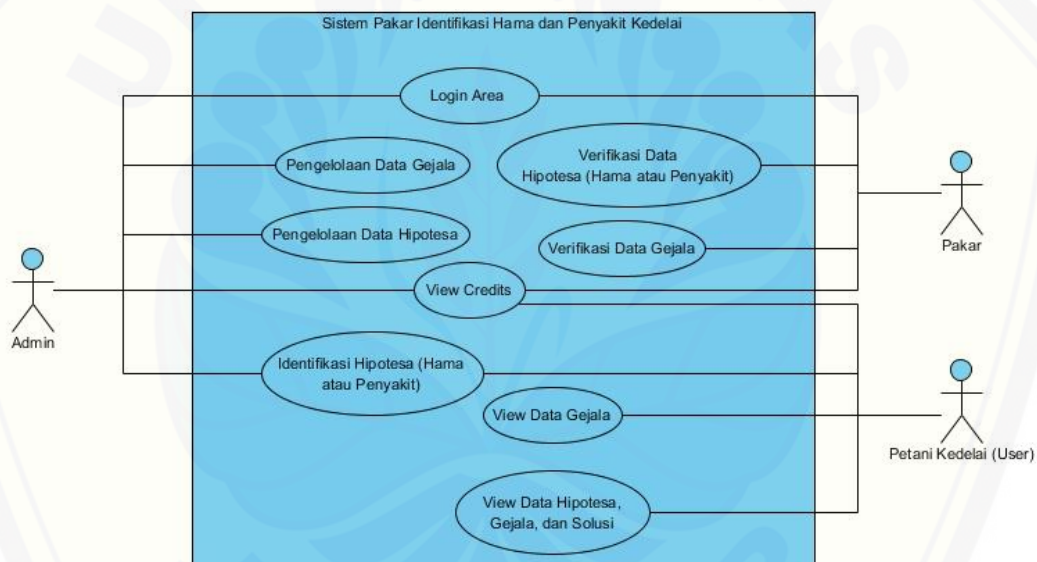 Sistem Pakar Identifikasi Hama dan Penyakit Kedelai
Login Area
Pengelolaan Data Gejala
Verifikasi Data
Hipotesa (Hama atau Penyakit)
Pakar
Pengelolaan Data Hipotesa
Verifikasi Data Gejala
View Credits
Admin
Identifikasi Hipotesa (Hama
atau Penyakit)
View Data Gejala
Petani Kedelai (User)
View Data Hipotesa,
Gejala, dan Solusi